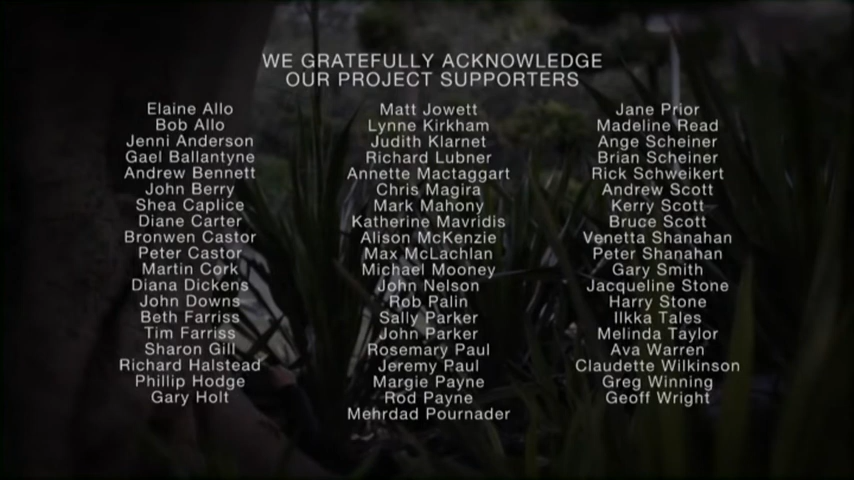 WE GRATEFULLY ACKNOWLEDGE
OUR PROJECT SUPPORTERS
Elaine Allo
Bob Allo
Jenni Anderson
Gael Ballantyne
Andrew Bennett
John Berry
Shea Caplice
Diane Carter
Bronwen Castor
Peter Castor
Martin Cork
Diana Dickens
John Downs
Beth Farriss
Tim Farriss
Sharon Gill
Richard Halstead
Phillip Hodge
Gary Holt
Matt Jowett
Lynne Kirkham
Judith Klarnet
Richard Lubner
Annette Mactaggart
Chris Magira
Mark Mahony
Katherine Mavridis
Alison McKenzie
Max McLachlan
Michael Mooney
John Nelson
Rob Palin
Sally Parker
John Parker
Rosemary Paul
Jeremy Paul
Margie Payne
Rod Payne
Mehrdad Pournader
Jane Prior
Madeline Read
Ange Scheiner
Brian Scheiner
Rick Schweikert
Andrew Scott
Kerry Scott
Bruce Scott
Venetta Shanahan
Peter Shanahan
Gary Smith
Jacqueline Stone
Harry Stone
Ilkka Tales
Melinda Taylor
Ava Warren
Claudette Wilkinson
Greg Winning
Geoff Wright